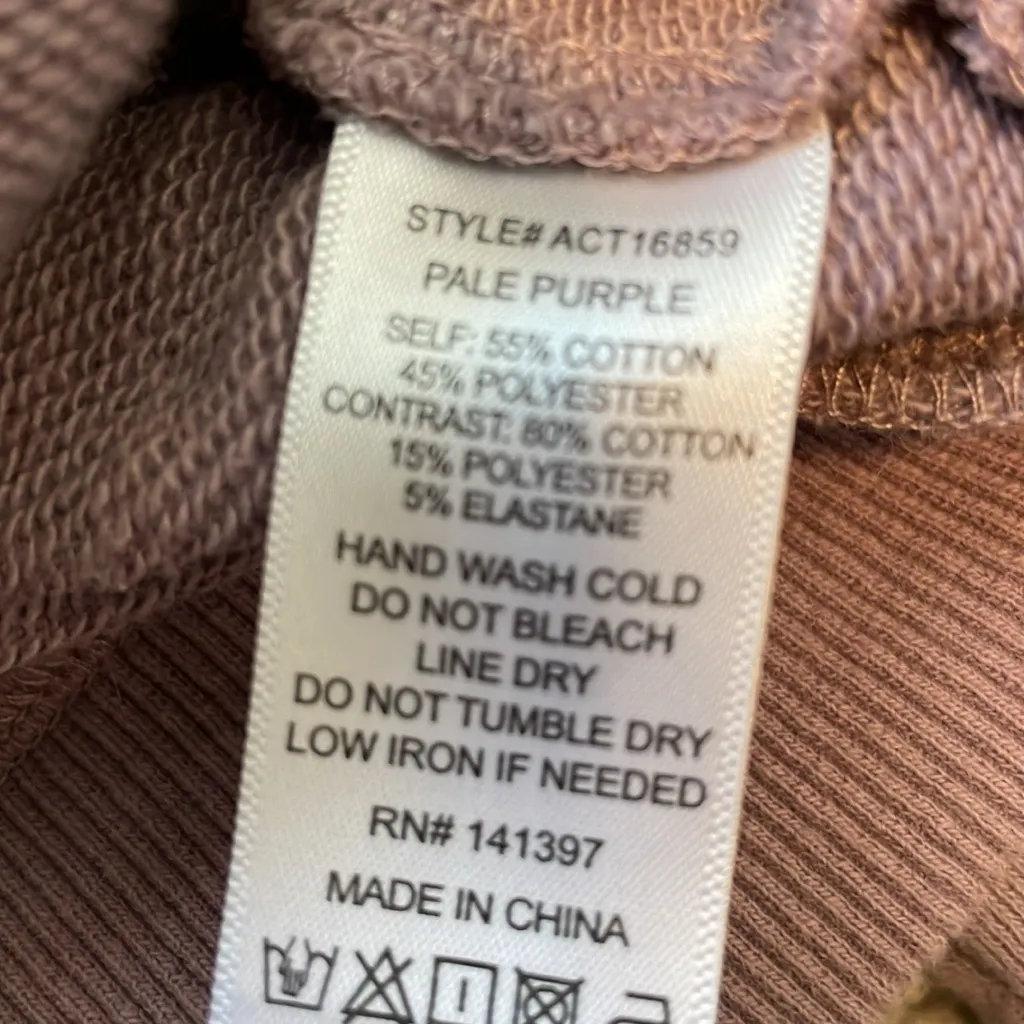 STYLE# ACT16859
PALE PURPLE
SELF: 55% COTTON
45% POLYESTER
CONTRAST: 80% COTTON
15% POLYESTER
5% ELASTANE
HAND WASH COLD
DO NOT BLEACH
LINE DRY
DO NOT TUMBLE DRY
LOW IRON IF NEEDED
RN# 141397
MADE IN CHINA